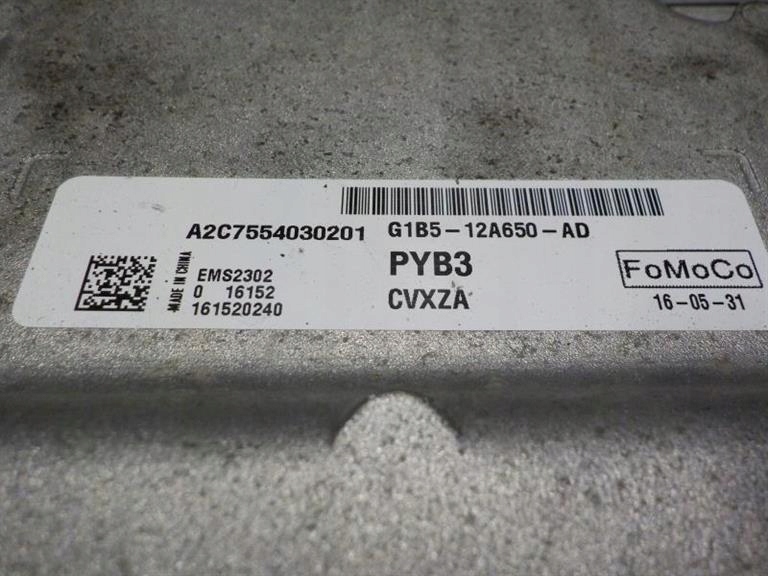 A2C7554030201 G1B5-12A650-AD
MADE IN CHINA
EMS2302
0 16152
161520240
PYB3
CVXZA
FoMoCo
16-05-31